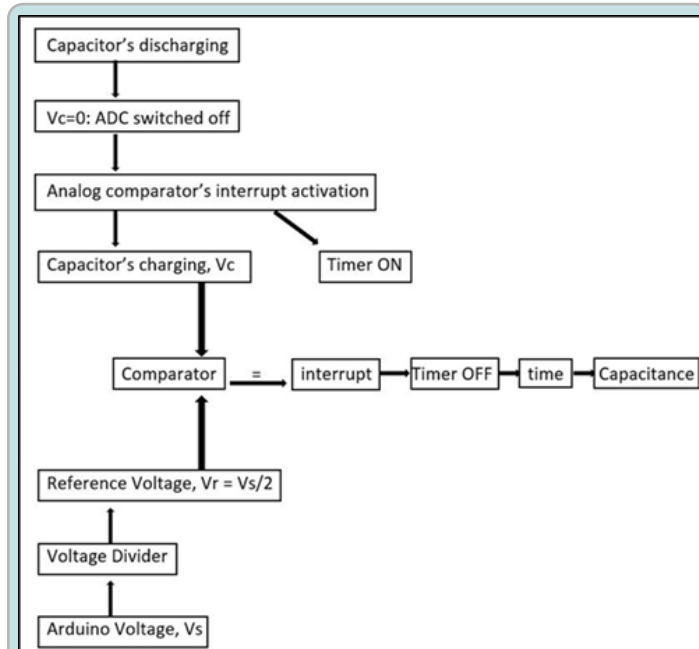 Capacitor's discharging
Vc=0: ADC switched off
Analog comparator's interrupt activation
Capacitor's charging, Vc
Timer ON
Comparator
=
interrupt
Timer OFF
time
Capacitance
Reference Voltage, Vr = Vs/2
Voltage Divider
Arduino Voltage, Vs